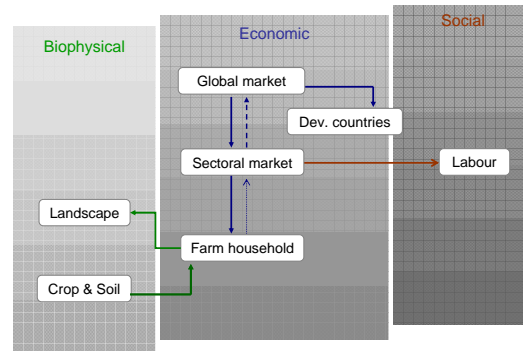 Biophysical
Economic
Social
Global market
Dev. countries
Sectoral market
Labour
Landscape
Farm household
Crop & Soil